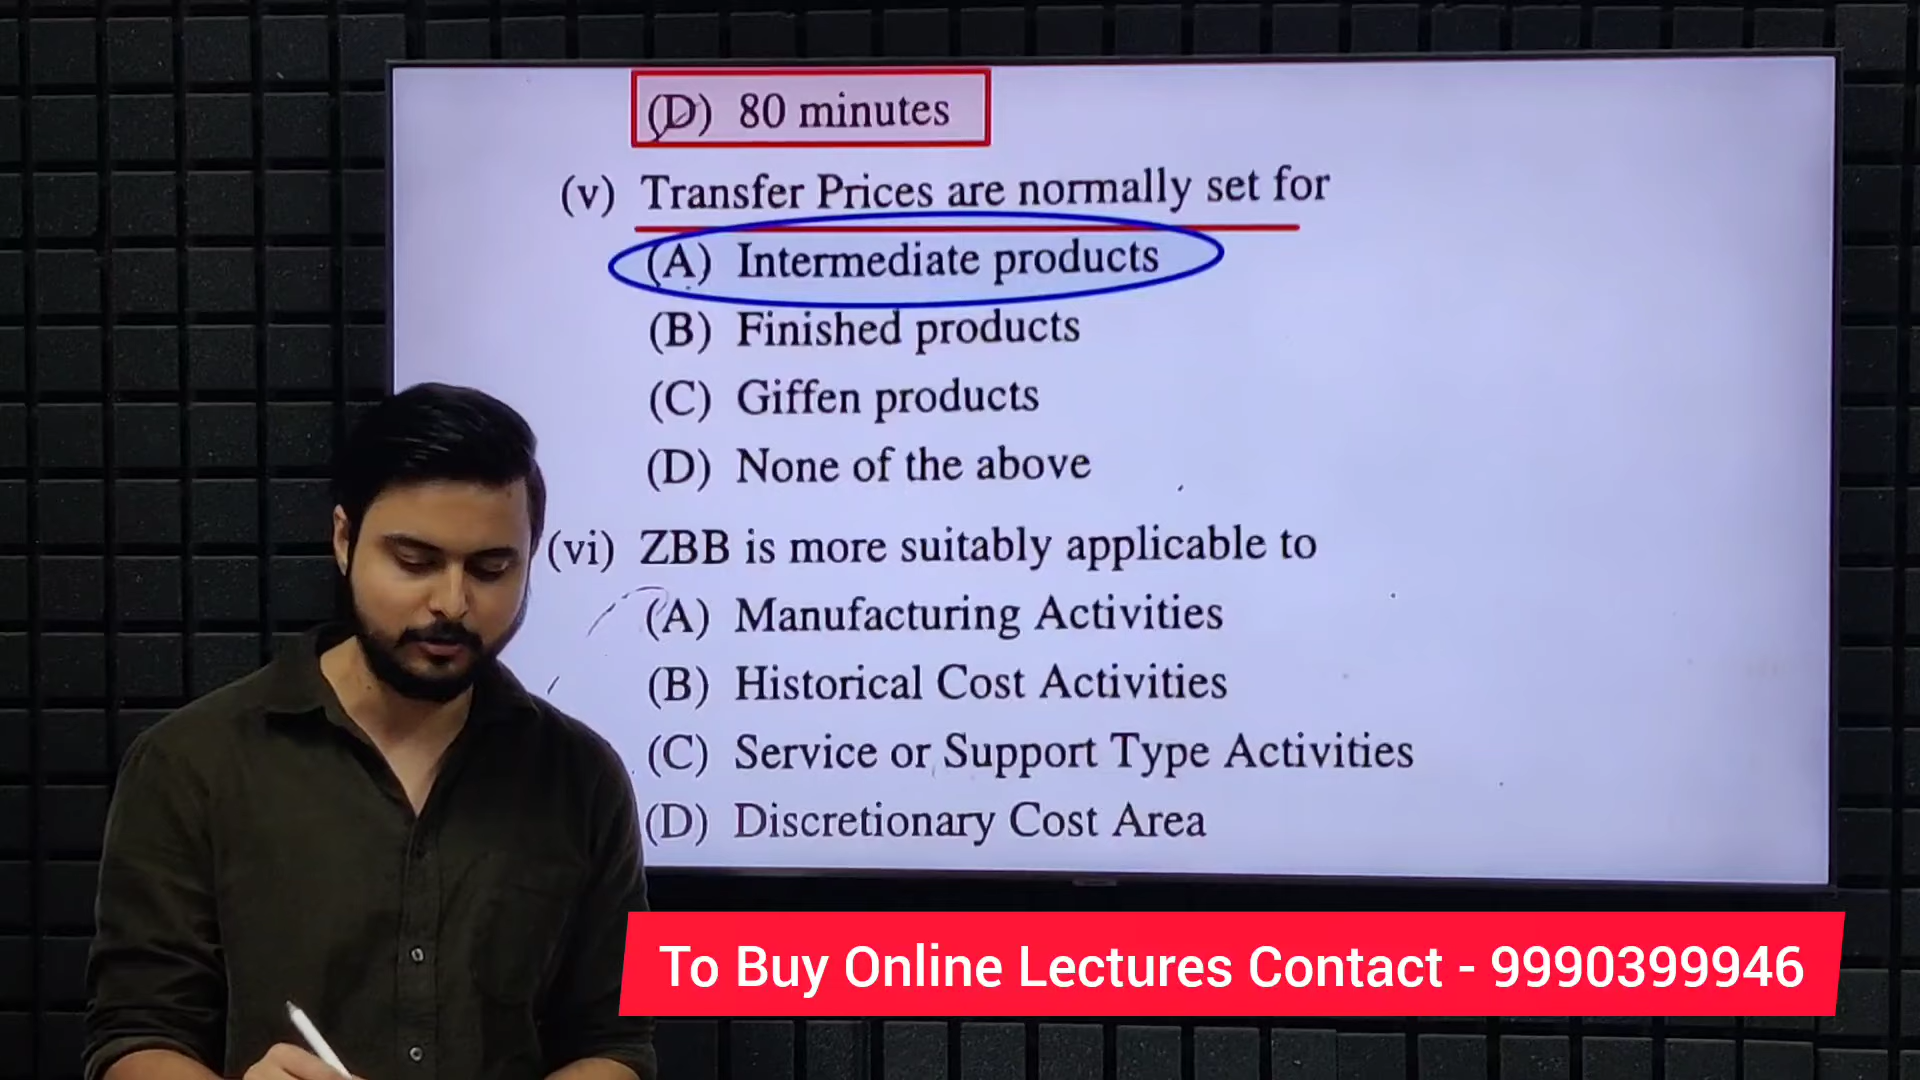 (D) 80 minutes
(v) Transfer Prices are normally set for
(A) Intermediate products
(B) Finished products
(C) Giffen products
(D) None of the above
(vi) ZBB is more suitably applicable to
(A) Manufacturing Activities
(B) Historical Cost Activities
(C) Service or Support Type Activities
(D) Discretionary Cost Area
To Buy Online Lectures Contact - 9990399946